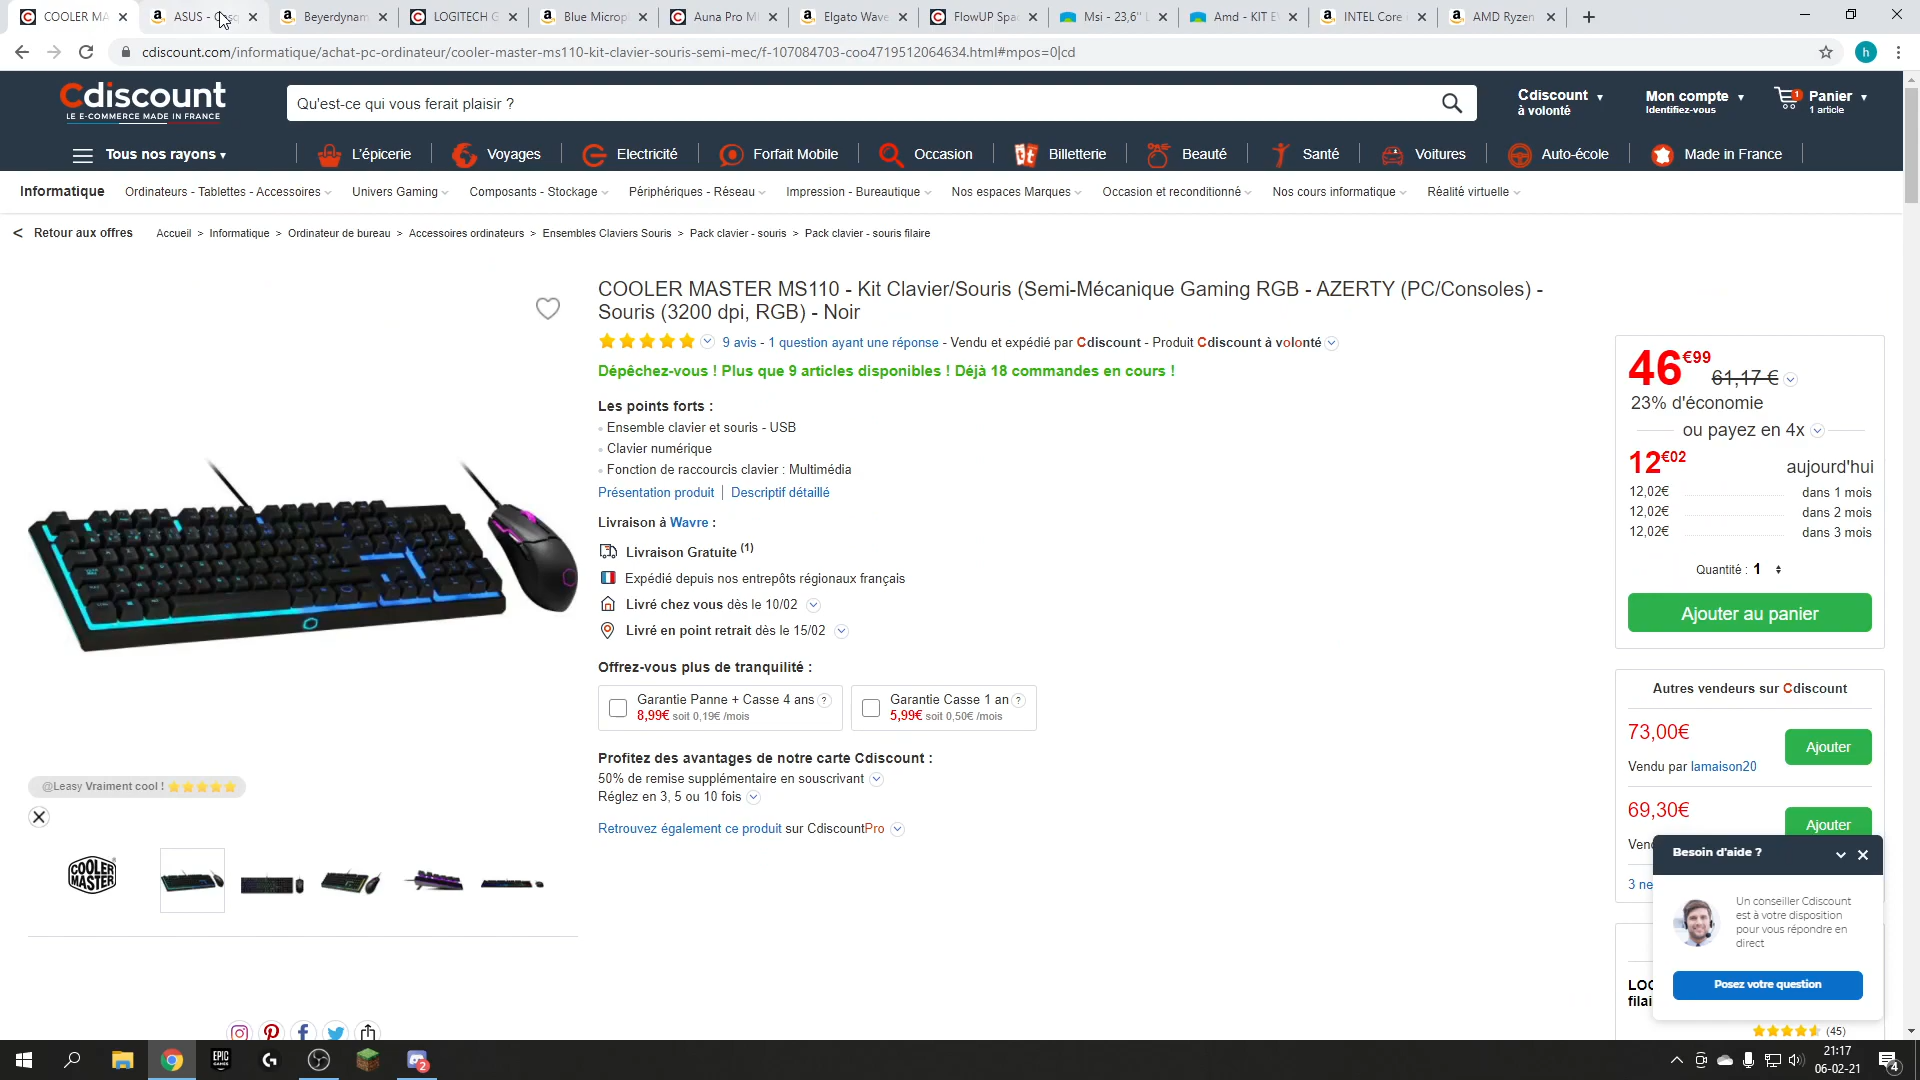 COOLER MA
ASUS - Casq
Beyerdynam
LOGITECH G
Blue Microph
Auna Pro MI
Elgato Wave
FlowUP Spa
Msi - 23,6" L
Amd - KIT E
INTEL Core
AMD Ryzen
cdiscount.com/informatique/achat-pc-ordinateur/cooler-master-ms110-kit-clavier-souris-semi-mec/f-107084703-coo4719512064634.html#mpos=0|cd
h
Cdiscount
LE E-COMMERCE MADE IN FRANCE
Qu'est-ce qui vous ferait plaisir ?
Cdiscount
à volonté
Mon compte
Identifiez-vous
1
Panier
1 article
Tous nos rayons
L'épicerie
Voyages
Electricité
Forfait Mobile
Occasion
Billetterie
Beauté
Santé
Voitures
Auto-école
Made in France
Informatique
Ordinateurs - Tablettes - Accessoires
Univers Gaming
Composants - Stockage
Périphériques - Réseau
Impression - Bureautique
Nos espaces Marques
Occasion et reconditionné
Nos cours informatique
Réalité virtuelle
< Retour aux offres
Accueil > Informatique > Ordinateur de bureau > Accessoires ordinateurs > Ensembles Claviers Souris > Pack clavier - souris > Pack clavier - souris filaire
COOLER MASTER MS110 - Kit Clavier/Souris (Semi-Mécanique Gaming RGB - AZERTY (PC/Consoles) -
Souris (3200 dpi, RGB) - Noir
9 avis - 1 question ayant une réponse - Vendu et expédié par Cdiscount - Produit Cdiscount à volonté
Dépêchez-vous ! Plus que 9 articles disponibles ! Déjà 18 commandes en cours !
Les points forts :
Ensemble clavier et souris - USB
Clavier numérique
Fonction de raccourcis clavier : Multimédia
Présentation produit | Descriptif détaillé
Livraison à Wavre :
Livraison Gratuite (1)
Expédié depuis nos entrepôts régionaux français
Livré chez vous dès le 10/02
Livré en point retrait dès le 15/02
Offrez-vous plus de tranquilité :
Garantie Panne + Casse 4 ans ?
8,99€ soit 0,19€ /mois
Garantie Casse 1 an ?
5,99€ soit 0,50€ /mois
Profitez des avantages de notre carte Cdiscount :
50% de remise supplémentaire en souscrivant
Réglez en 3, 5 ou 10 fois
Retrouvez également ce produit sur CdiscountPro
@Leasy Vraiment cool !
COOLER
MASTER
46€99 61,17 €
23% d'économie
ou payez en 4x
12€02 aujourd'hui
12,02€ dans 1 mois
12,02€ dans 2 mois
12,02€ dans 3 mois
Quantité : 1
Ajouter au panier
Autres vendeurs sur Cdiscount
73,00€
Ajouter
Vendu par lamaison20
69,30€
Ajouter
Besoin d'aide ?
Un conseiller Cdiscount
est à votre disposition
pour vous répondre en
direct
Posez votre question
(45)
EPIC
GAMES
2
21:17
06-02-21
4